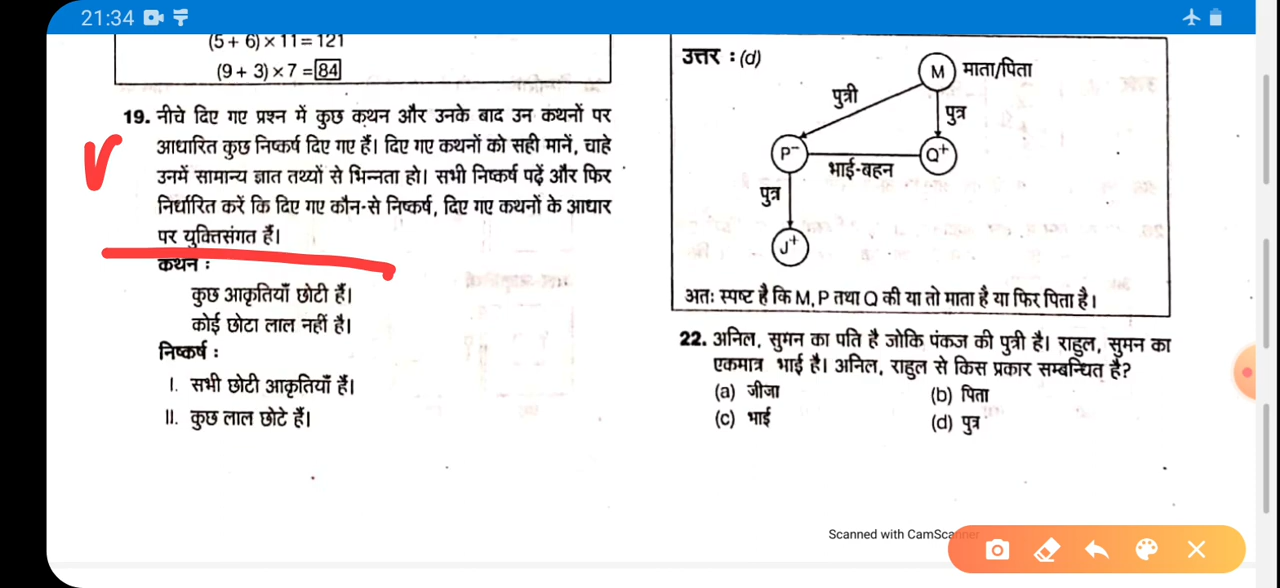 21:34
(5 + 6) × 11 = 121
(9 + 3) × 7 = 84
19. नीचे दिए गए प्रश्न में कुछ कथन और उनके बाद उन कथनों पर
आधारित कुछ निष्कर्ष दिए गए हैं। दिए गए कथनों को सही मानें, चाहे
उनमें सामान्य ज्ञात तथ्यों से भिन्नता हो। सभी निष्कर्ष पढ़ें और फिर
निर्धारित करें कि दिए गए कौन-से निष्कर्ष, दिए गए कथनों के आधार
पर युक्तिसंगत हैं।
कथन :
कुछ आकृतियाँ छोटी हैं।
कोई छोटा लाल नहीं है।
निष्कर्ष :
I. सभी छोटी आकृतियाँ हैं।
II. कुछ लाल छोटे हैं।
उत्तर : (d)
M माता/पिता
पुत्री
पुत्र
P⁻
Q⁺
भाई-बहन
पुत्र
J⁺
अतः स्पष्ट है कि M, P तथा Q की या तो माता है या फिर पिता है।
22. अनिल, सुमन का पति है जोकि पंकज की पुत्री है। राहुल, सुमन का
एकमात्र भाई है। अनिल, राहुल से किस प्रकार सम्बन्धित है?
(a) जीजा (b) पिता
(c) भाई (d) पुत्र
Scanned with CamScanner